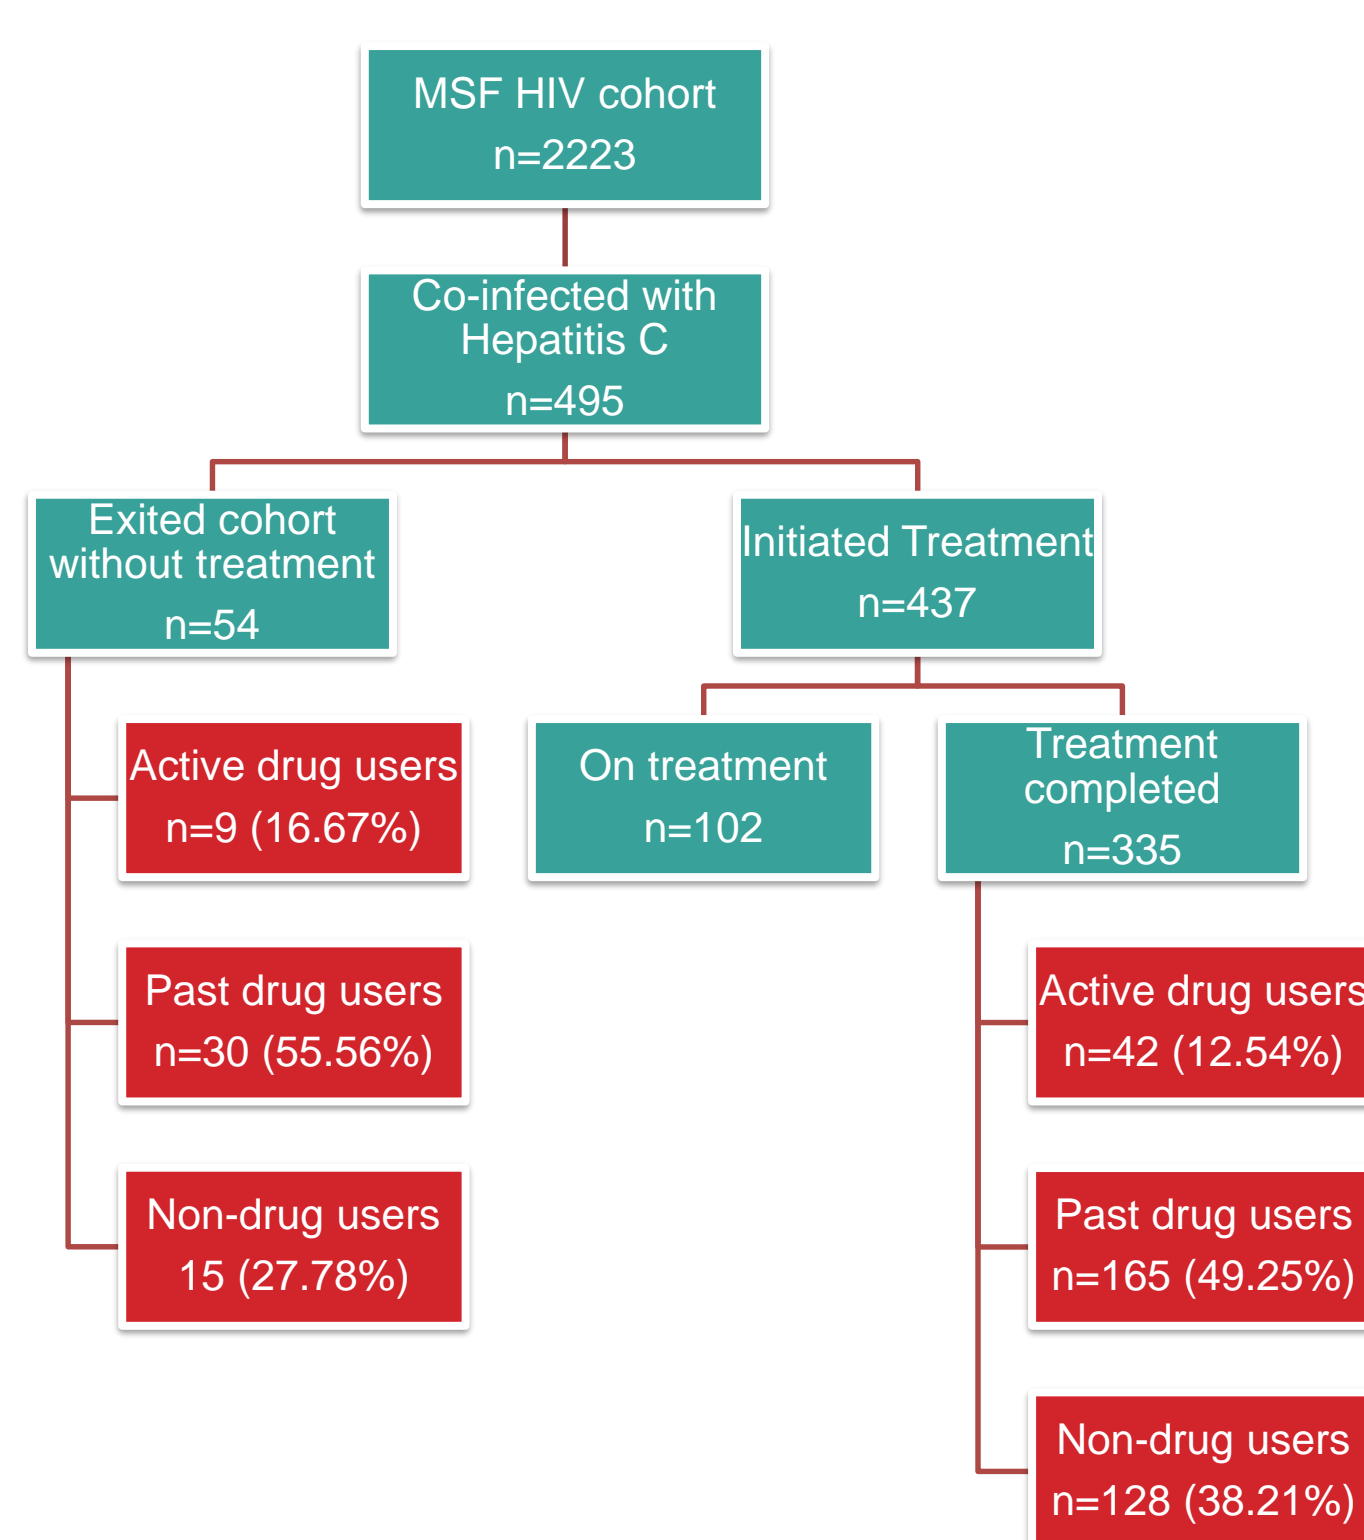 MSF HIV cohort
n=2223
Co-infected with
Hepatitis C
n=495
Exited cohort
without treatment
n=54
Active drug users
n=9 (16.67%)
Past drug users
n=30 (55.56%)
Non-drug users
15 (27.78%)
Initiated Treatment
n=437
On treatment
n=102
Treatment
completed
n=335
Active drug users
n=42 (12.54%)
Past drug users
n=165 (49.25%)
Non-drug users
n=128 (38.21%)